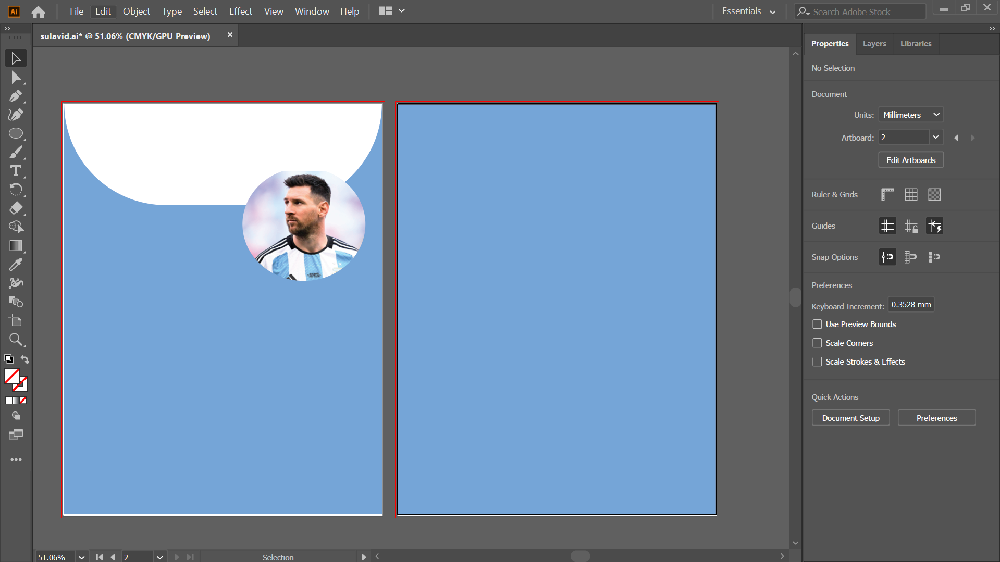 Ai File Edit Object Type Select Effect View Window Help Essentials Search Adobe Stock
sulavid.ai* @ 51.06% (CMYK/GPU Preview)
Properties Layers Libraries
No Selection
Document
Units: Millimeters
Artboard: 2
Edit Artboards
Ruler & Grids
Guides
Snap Options
Preferences
Keyboard Increment: 0.3528 mm
Use Preview Bounds
Scale Corners
Scale Strokes & Effects
Quick Actions
Document Setup Preferences
51.06% 2 Selection